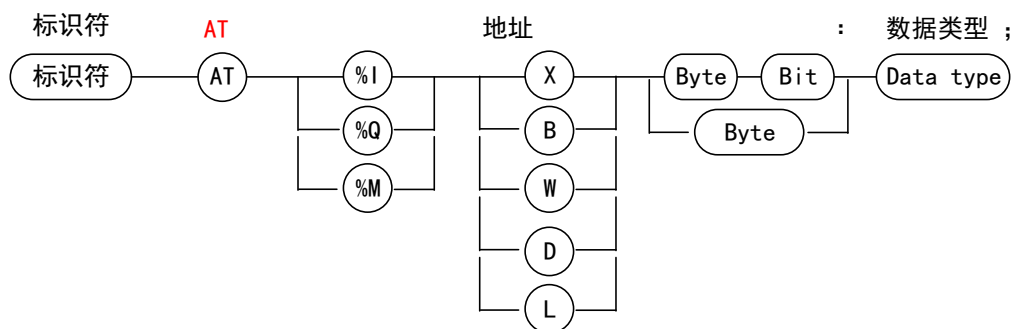 标识符 AT 地址 : 数据类型 ;
标识符 AT %I X Byte Bit Data type
%Q B Byte
%M W
D
L